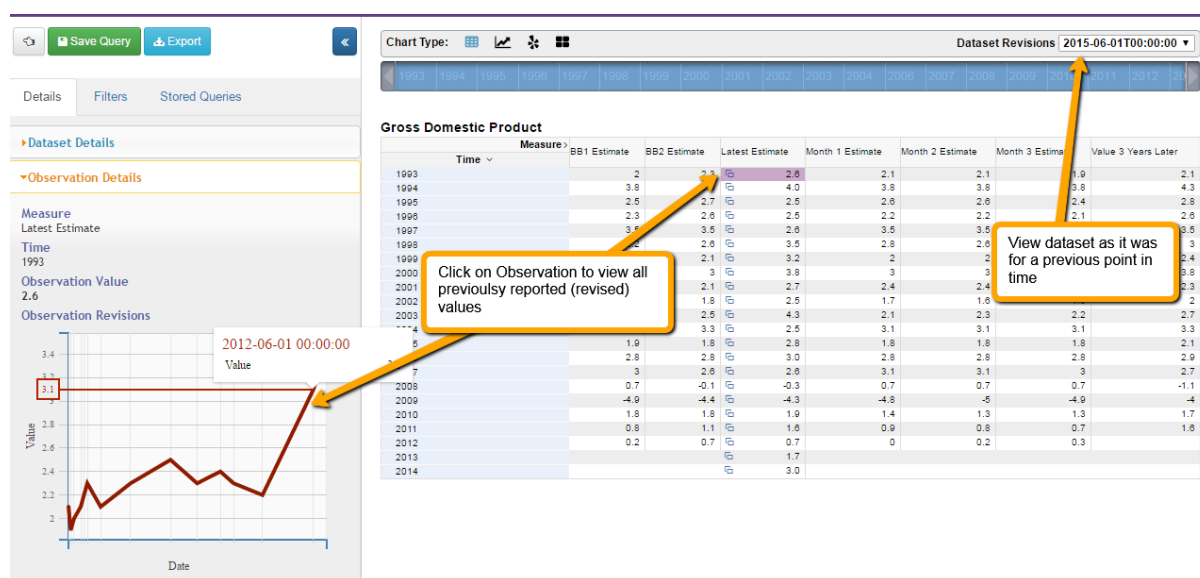 Save Query Export «
Chart Type: Dataset Revisions 2015-06-01T00:00:00
1993 1994 1995 1996 1997 1998 1999 2000 2001 2002 2003 2004 2005 2006 2007 2008 2009 2010 2011 2012
Details Filters Stored Queries
Dataset Details
Observation Details
Measure
Latest Estimate
Time
1993
Observation Value
2.6
Observation Revisions
2012-06-01 00:00:00
Value
3.4
3.2
3.1
3
2.8
2.6
2.4
2.2
2
Value
Date
Gross Domestic Product
Measure
Time
BB1 Estimate BB2 Estimate Latest Estimate Month 1 Estimate Month 2 Estimate Month 3 Estimate Value 3 Years Later
1993 2 2.3 2.6 2.1 2.1 1.9 2.1
1994 3.8 4.0 3.8 3.8 3.8 4.3
1995 2.5 2.7 2.5 2.6 2.6 2.4 2.8
1996 2.3 2.6 2.5 2.2 2.2 2.1 2.6
1997 3.5 3.5 2.6 3.5 3.5 3.5
1998 2.6 3.5 2.8 2.6 3
1999 2.1 3.2 2 2 2.4
2000 3 3.8 3 3 3.8
2001 2.1 2.7 2.4 2.4 2.3
2002 1.8 2.5 1.7 1.6 2
2003 2.5 4.3 2.1 2.3 2.2 2.7
3.3 2.5 3.1 3.1 3.1 3.3
1.9 1.8 2.8 1.8 1.8 1.8 2.1
2.8 2.8 3.0 2.8 2.8 2.8 2.9
3 2.6 2.6 3.1 3.1 3 2.7
2008 0.7 -0.1 -0.3 0.7 0.7 0.7 -1.1
2009 -4.9 -4.4 -4.3 -4.8 -5 -4.9 -4
2010 1.8 1.8 1.9 1.4 1.3 1.3 1.7
2011 0.8 1.1 1.6 0.9 0.8 0.7 1.6
2012 0.2 0.7 0.7 0 0.2 0.3
2013 1.7
2014 3.0
Click on Observation to view all
previoulsy reported (revised)
values
View dataset as it was
for a previous point in
time